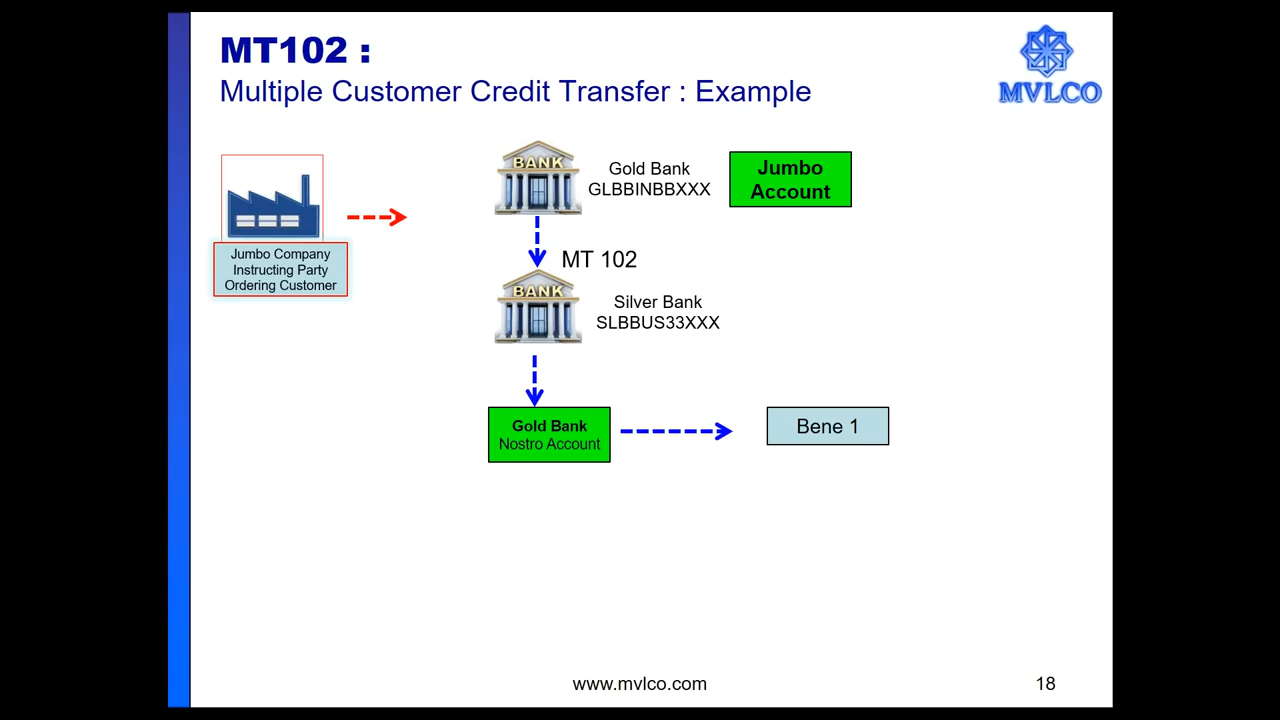 MT102 :
Multiple Customer Credit Transfer : Example
MVLCO
BANK
Gold Bank
GLBBINBBXXX
Jumbo
Account
Jumbo Company
Instructing Party
Ordering Customer
MT 102
BANK
Silver Bank
SLBBUS33XXX
Gold Bank
Nostro Account
Bene 1
www.mvlco.com
18